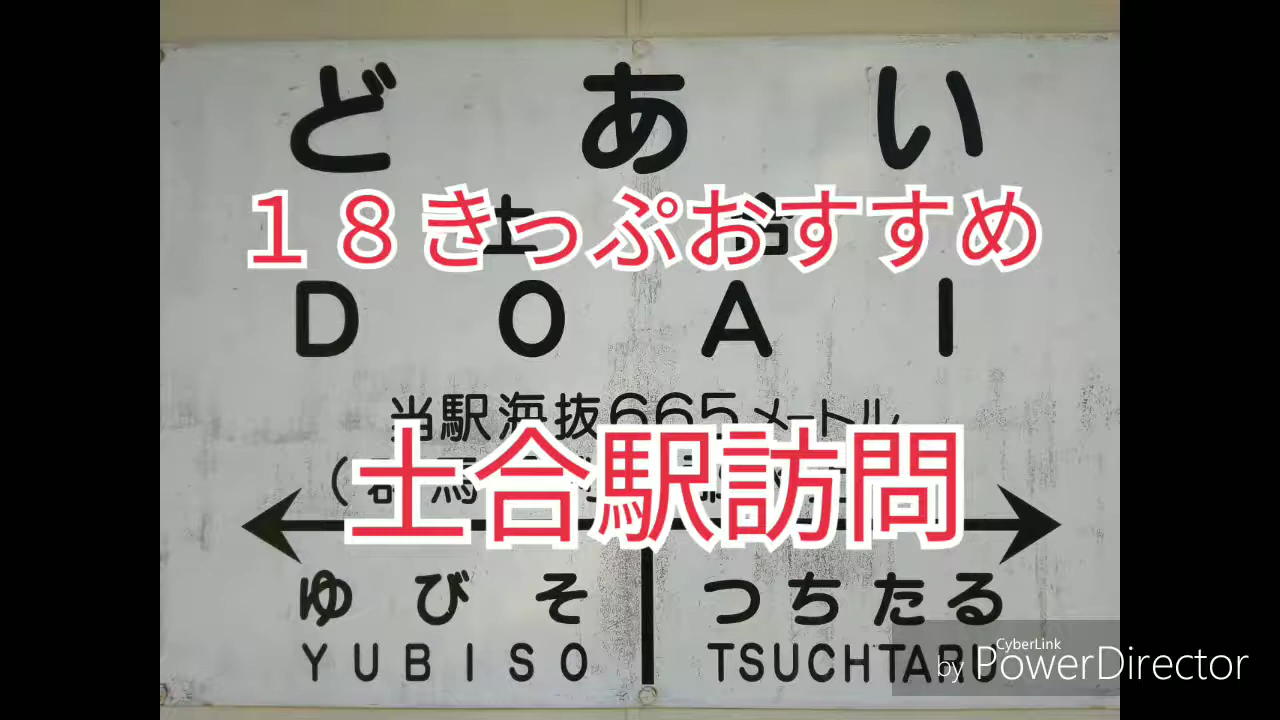 どあい
１８きっぷおすすめ
DOAI
当駅海抜665メートル
土合駅訪問
ゆびそ つちたる
YUBISO TSUCHTARU
CyberLink
by PowerDirector